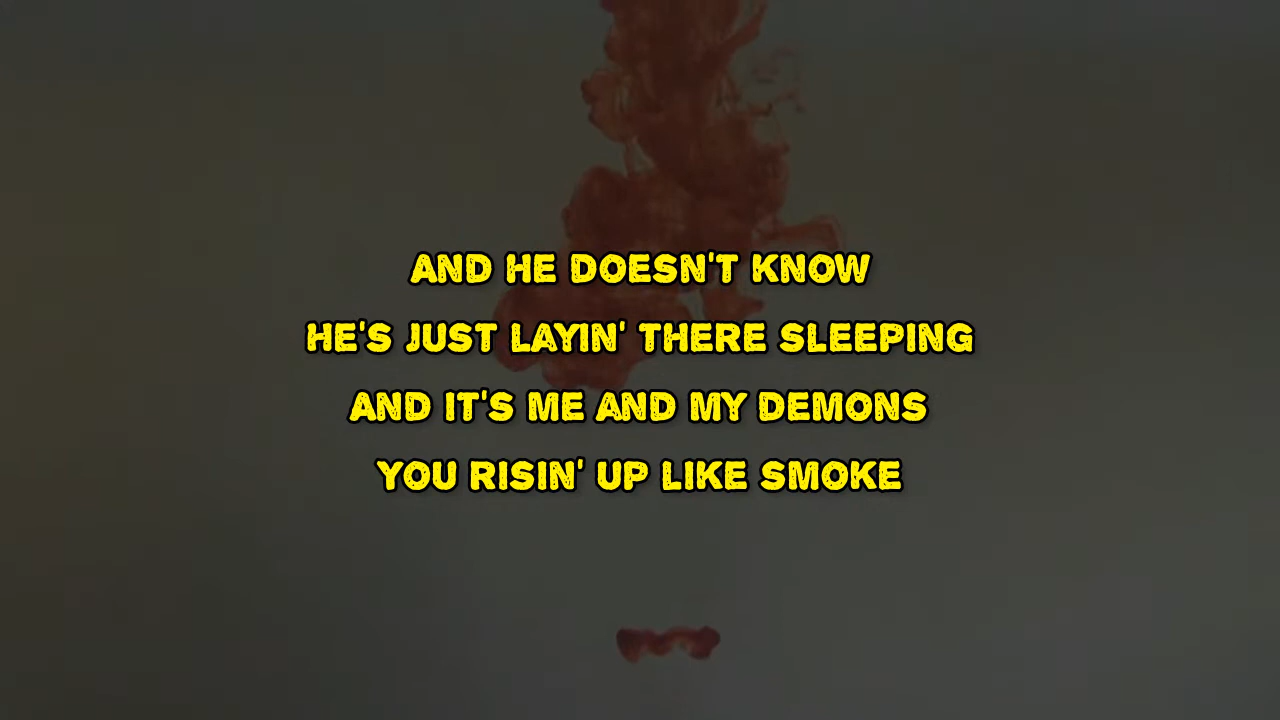 AND HE DOESN'T KNOW
HE'S JUST LAYIN' THERE SLEEPING
AND IT'S ME AND MY DEMONS
YOU RISIN' UP LIKE SMOKE